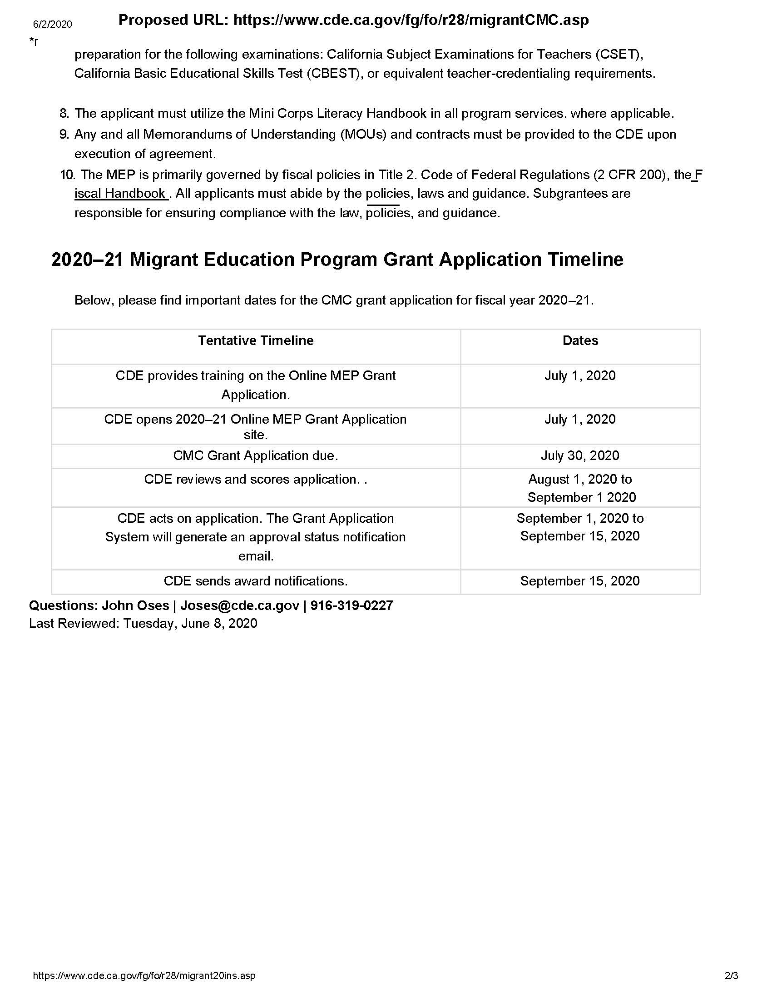 6/2/2020
Proposed URL: https://www.cde.ca.gov/fg/fo/r28/migrantCMC.asp
*r
preparation for the following examinations: California Subject Examinations for Teachers (CSET),
California Basic Educational Skills Test (CBEST), or equivalent teacher-credentialing requirements.
8. The applicant must utilize the Mini Corps Literacy Handbook in all program services. where applicable.
9. Any and all Memorandums of Understanding (MOUs) and contracts must be provided to the CDE upon
execution of agreement.
10. The MEP is primarily governed by fiscal policies in Title 2. Code of Federal Regulations (2 CFR 200), the F
iscal Handbook . All applicants must abide by the policies, laws and guidance. Subgrantees are
responsible for ensuring compliance with the law, policies, and guidance.
2020–21 Migrant Education Program Grant Application Timeline
Below, please find important dates for the CMC grant application for fiscal year 2020–21.
Tentative Timeline
Dates
CDE provides training on the Online MEP Grant
Application.
July 1, 2020
CDE opens 2020–21 Online MEP Grant Application
site.
July 1, 2020
CMC Grant Application due.
July 30, 2020
CDE reviews and scores application. .
August 1, 2020 to
September 1 2020
CDE acts on application. The Grant Application
System will generate an approval status notification
email.
September 1, 2020 to
September 15, 2020
CDE sends award notifications.
September 15, 2020
Questions: John Oses | Joses@cde.ca.gov | 916-319-0227
Last Reviewed: Tuesday, June 8, 2020
https://www.cde.ca.gov/fg/fo/r28/migrant20ins.asp
2/3